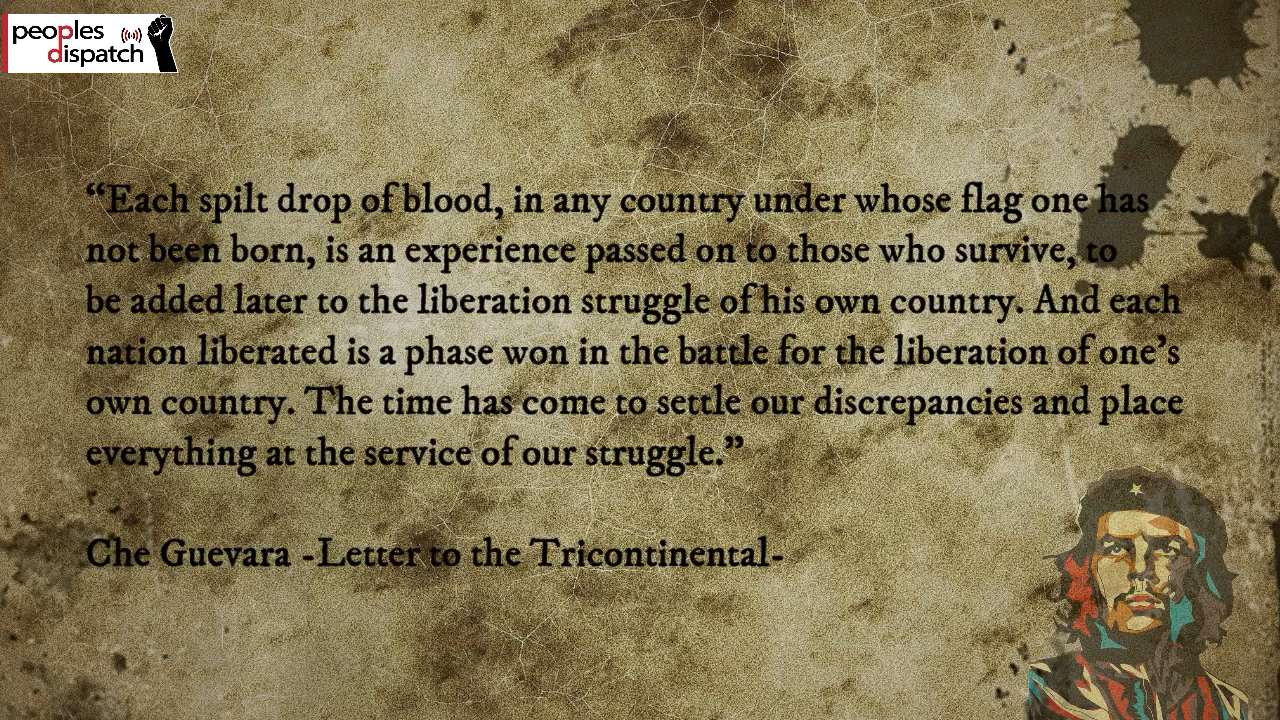 peoples
dispatch
“Each spilt drop of blood, in any country under whose flag one has
not been born, is an experience passed on to those who survive, to
be added later to the liberation struggle of his own country. And each
nation liberated is a phase won in the battle for the liberation of one’s
own country. The time has come to settle our discrepancies and place
everything at the service of our struggle.”
Che Guevara -Letter to the Tricontinental-